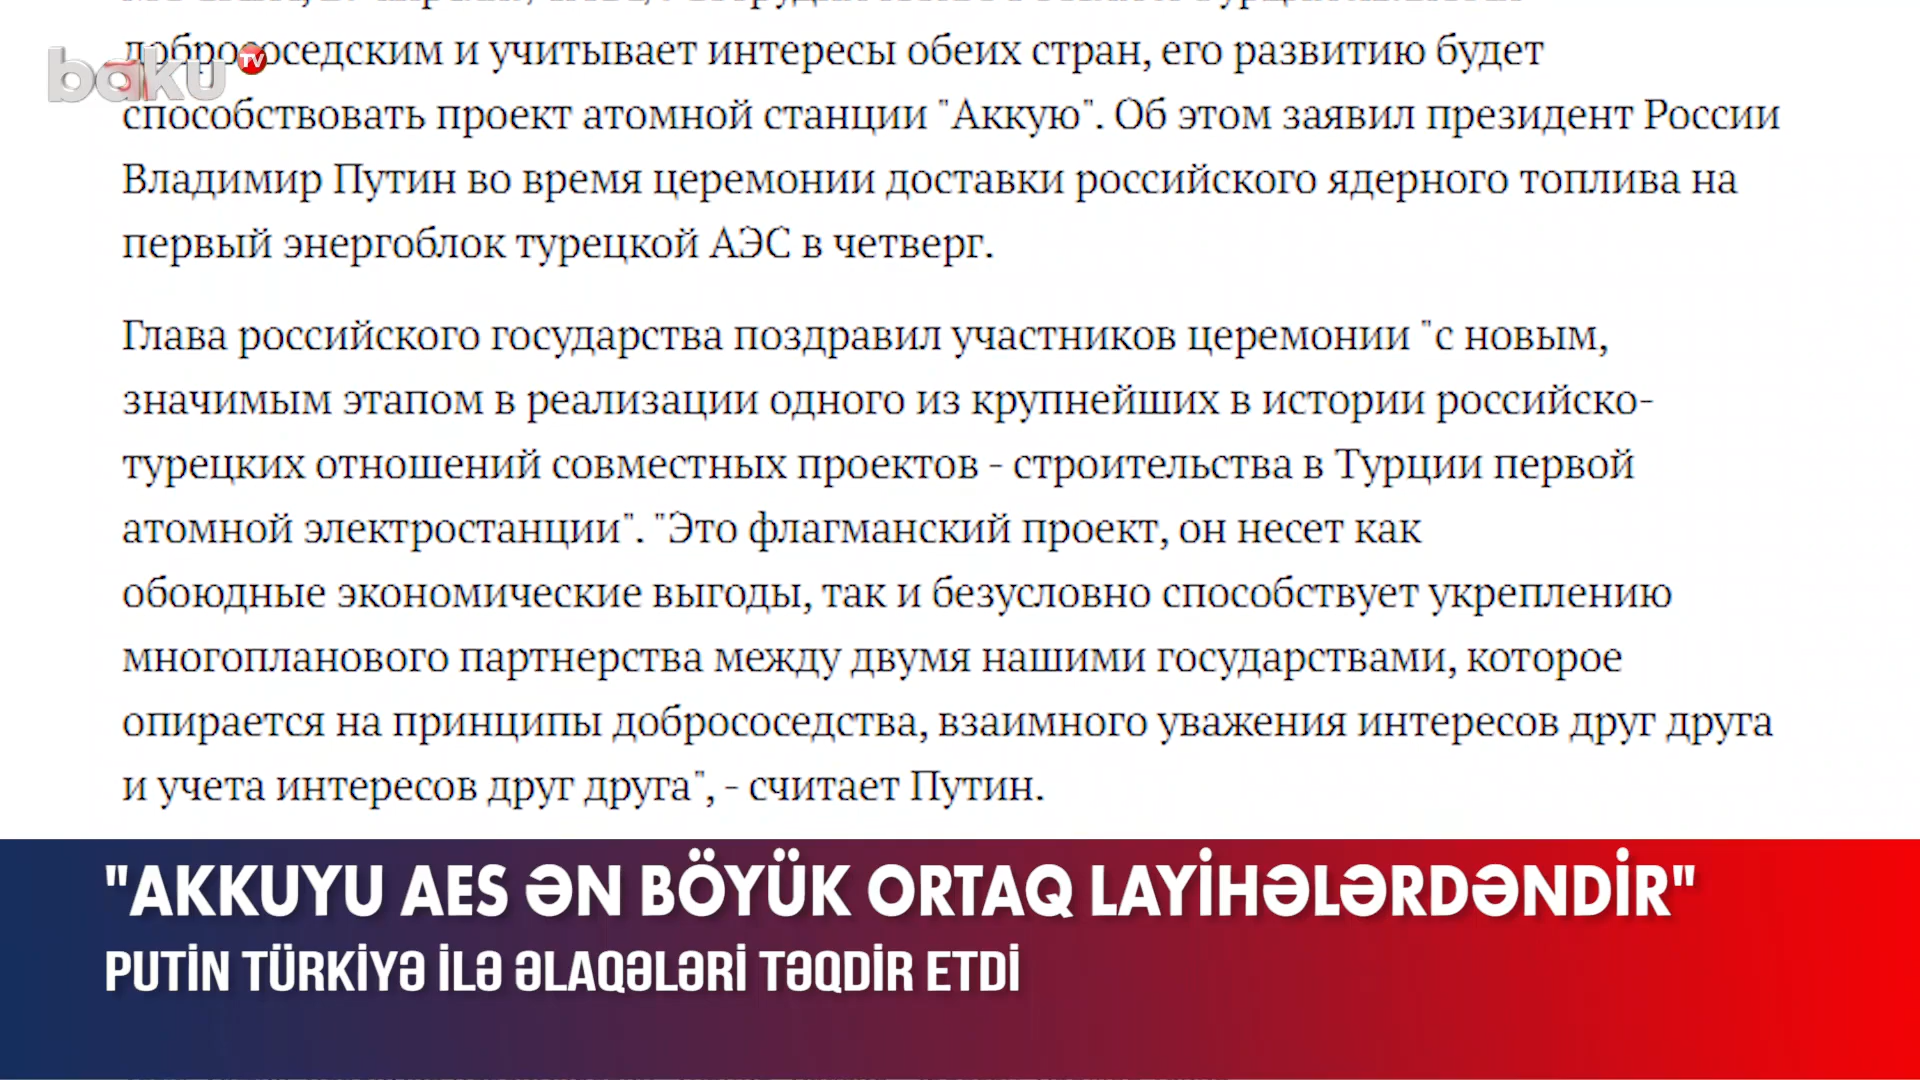 baku TV
добрососедским и учитывает интересы обеих стран, его развитию будет
способствовать проект атомной станции "Аккую". Об этом заявил президент России
Владимир Путин во время церемонии доставки российского ядерного топлива на
первый энергоблок турецкой АЭС в четверг.
Глава российского государства поздравил участников церемонии "с новым,
значимым этапом в реализации одного из крупнейших в истории российско-
турецких отношений совместных проектов - строительства в Турции первой
атомной электростанции". "Это флагманский проект, он несет как
обоюдные экономические выгоды, так и безусловно способствует укреплению
многопланового партнерства между двумя нашими государствами, которое
опирается на принципы добрососедства, взаимного уважения интересов друг друга
и учета интересов друг друга", - считает Путин.
"AKKUYU AES ƏN BÖYÜK ORTAQ LAYİHƏLƏRDƏNDİR"
PUTİN TÜRKİYƏ İLƏ ƏLAQƏLƏRİ TƏQDİR ETDİ